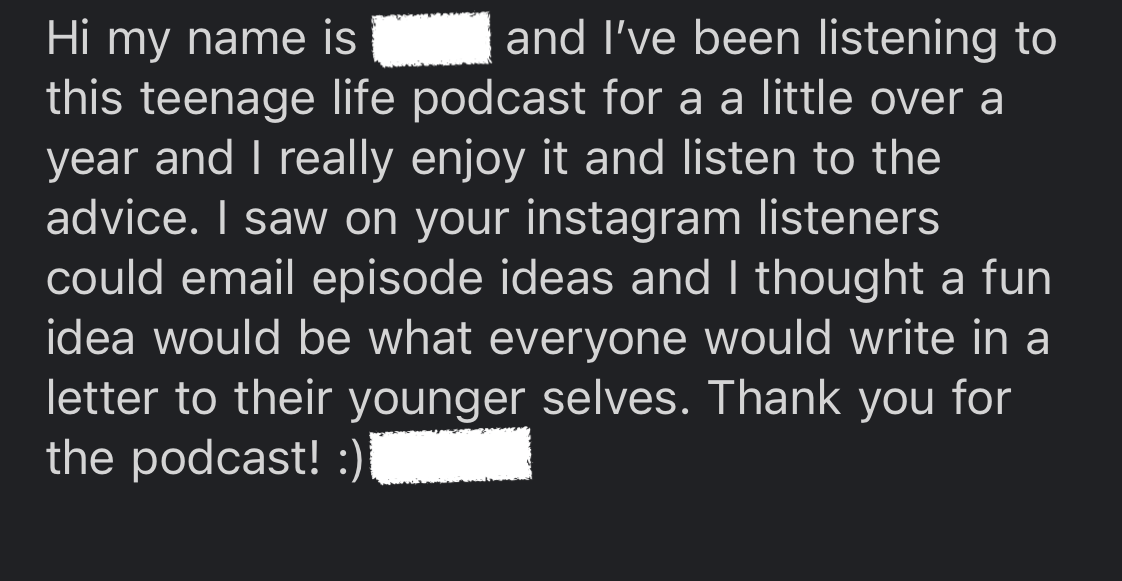 Hi my name is and I’ve been listening to
this teenage life podcast for a a little over a
year and I really enjoy it and listen to the
advice. I saw on your instagram listeners
could email episode ideas and I thought a fun
idea would be what everyone would write in a
letter to their younger selves. Thank you for
the podcast! :)